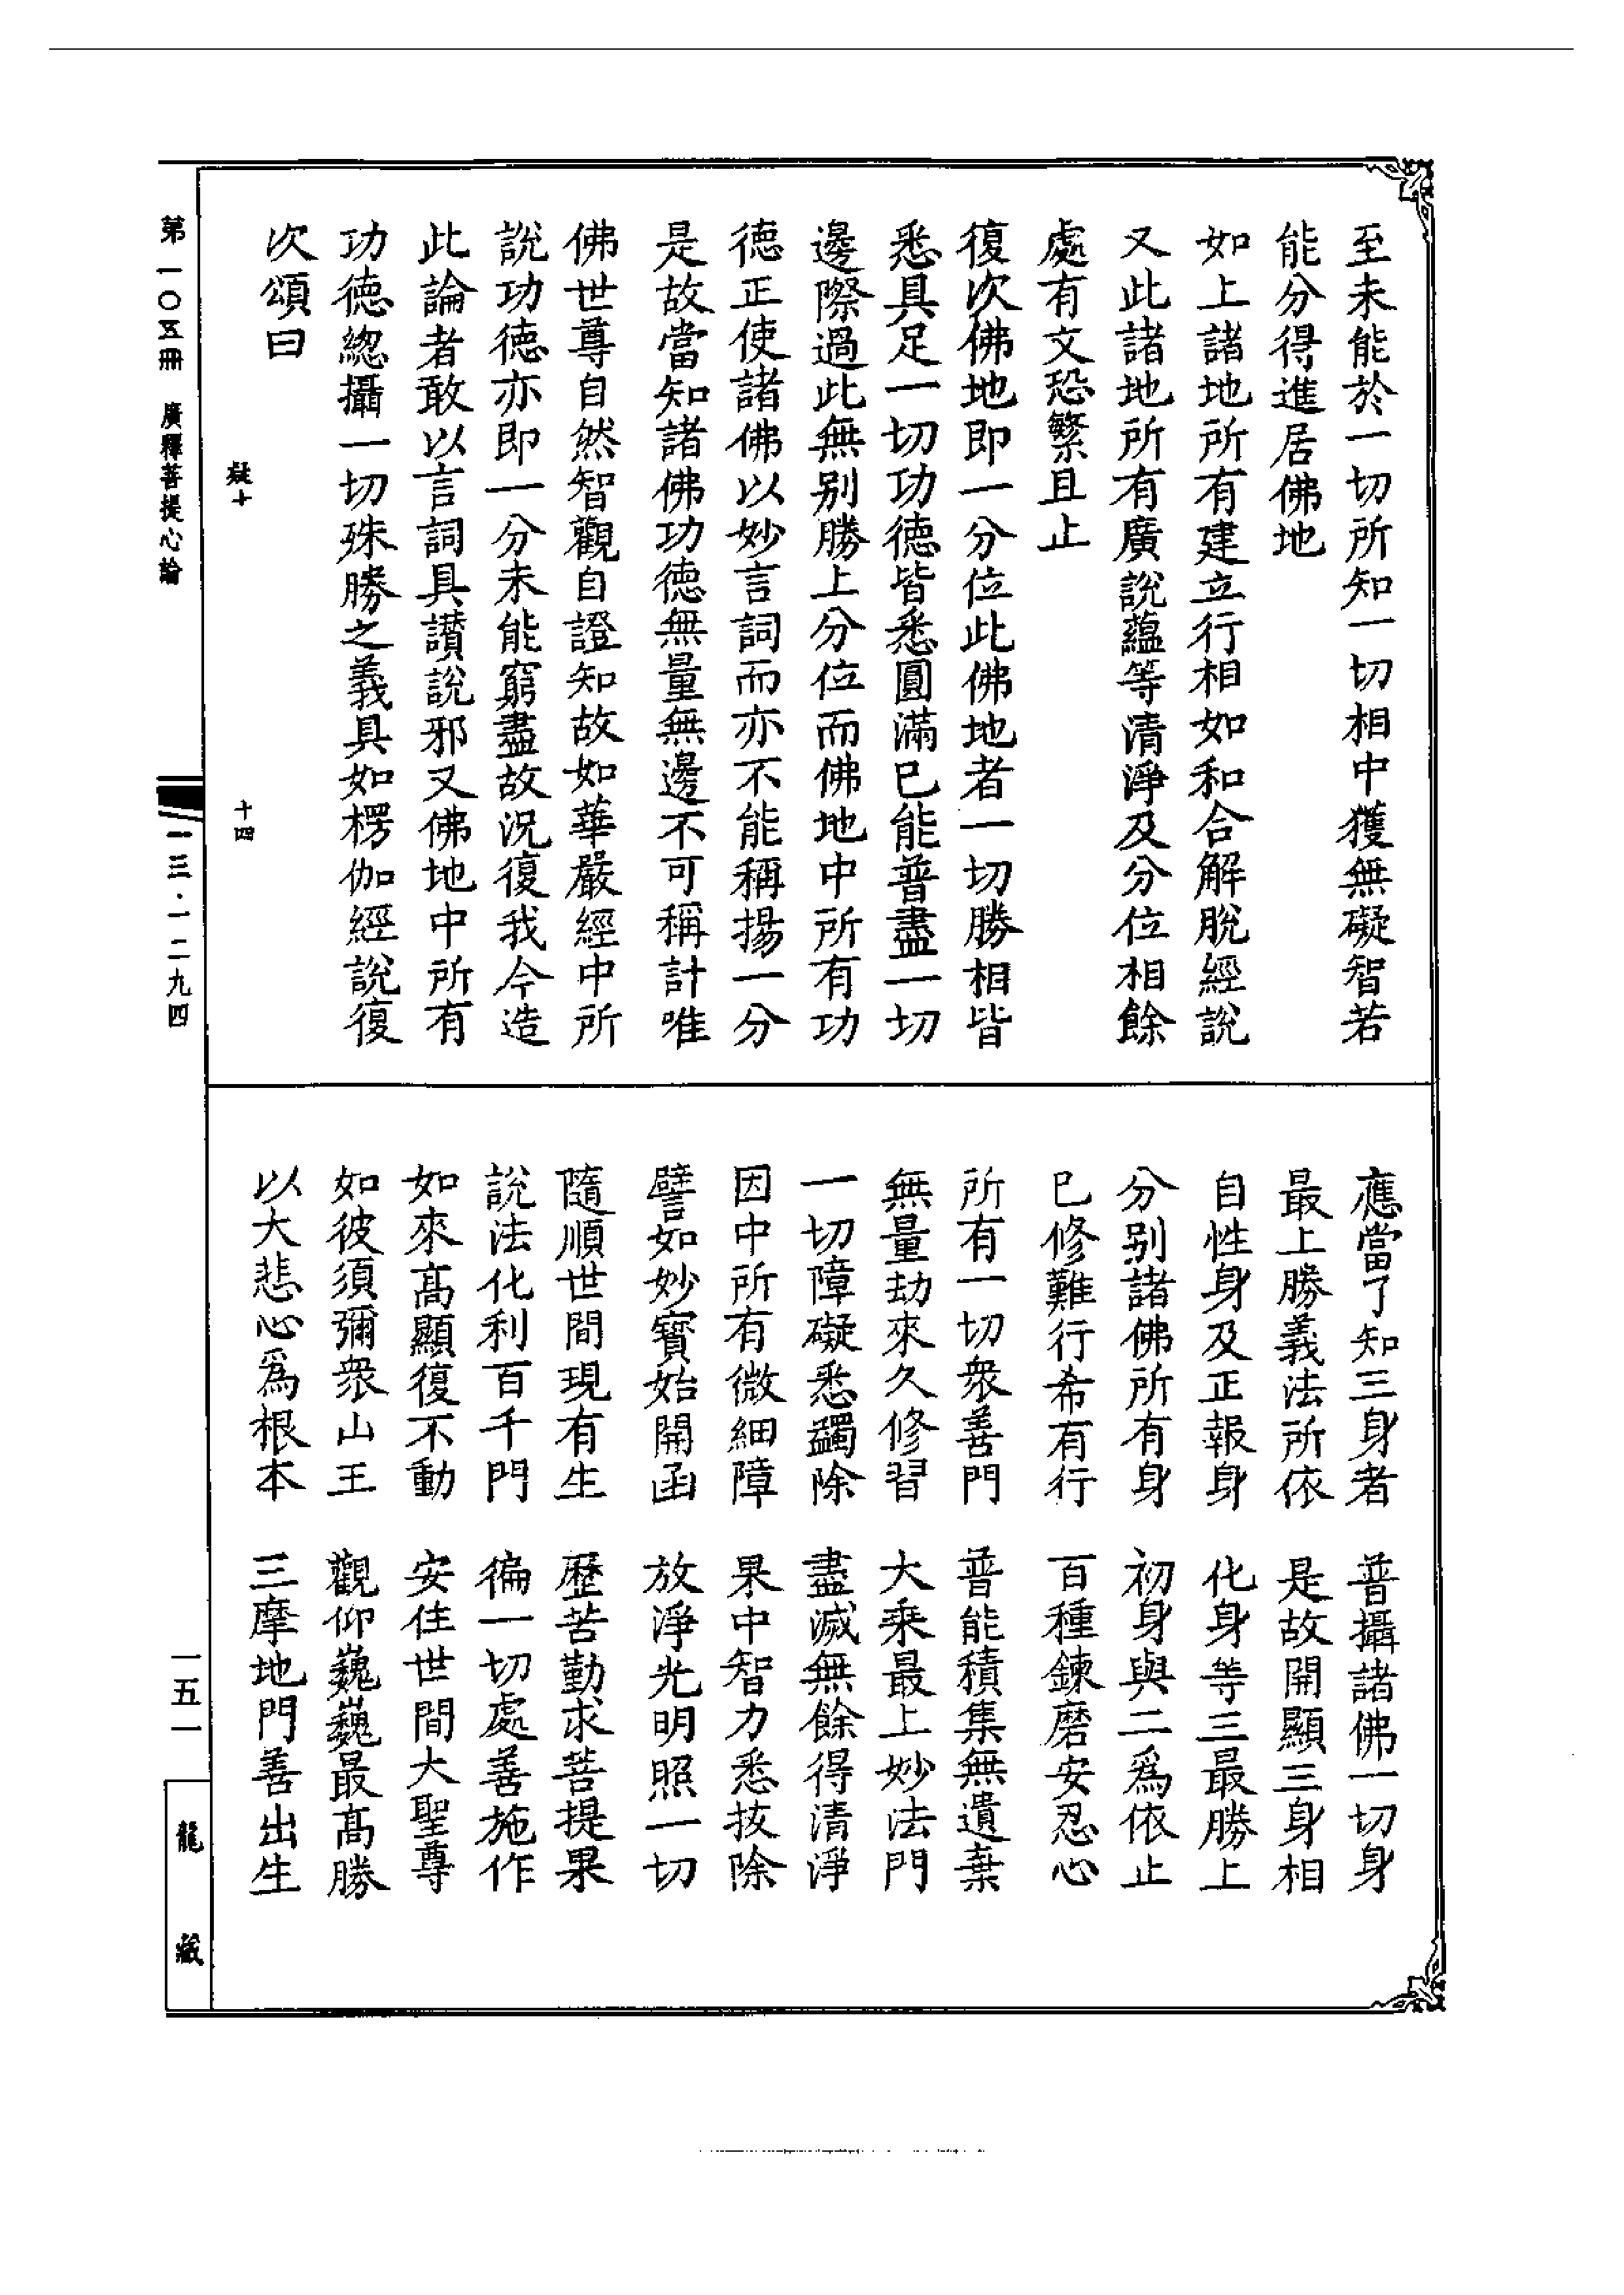 至未能於一切所知一切相中獲無礙智若
能分得進居佛地
如上諸地所有建立行相如和合解脫經說
又此諸地所有廣說蘊等清淨及分位相餘
處有文恐繁且止
復次佛地即一分位此佛地者一切勝相皆
悉具足一切功德皆悉圓滿已能普盡一切
邊際過此無別勝上分位而佛地中所有功
德正使諸佛以妙言詞而亦不能稱揚一分
是故當知諸佛功德無量無邊不可稱計唯
佛世尊自然智觀自證知故如華嚴經中所
說功德亦即一分未能窮盡故況復我今造
此論者敢以言詞具讚說邪又佛地中所有
功德緫攝一切殊勝之義具如楞伽經說復
次頌曰
應當了知三身者 普攝諸佛一切身
最上勝義法所依 是故開顯三身相
自性身及正報身 化身等三最勝上
分別諸佛所有身 初身與二爲依止
已修難行希有行 百種鍊磨安忍心
所有一切衆善門 普能積集無遺棄
無量劫來久修習 大乘最上妙法門
一切障礙悉蠲除 盡滅無餘得清淨
因中所有微細障 果中智力悉拔除
譬如妙寶始開函 放淨光明照一切
隨順世間現有生 歷苦勤求菩提果
說法化利百千門 徧一切處善施作
如來髙顯復不動 安住世間大聖尊
如彼須彌衆山王 觀仰巍巍最髙勝
以大悲心爲根本 三摩地門善出生
疑十 十四
第一〇五冊 廣釋菩提心論
一三·一二九四
一五一
龍藏